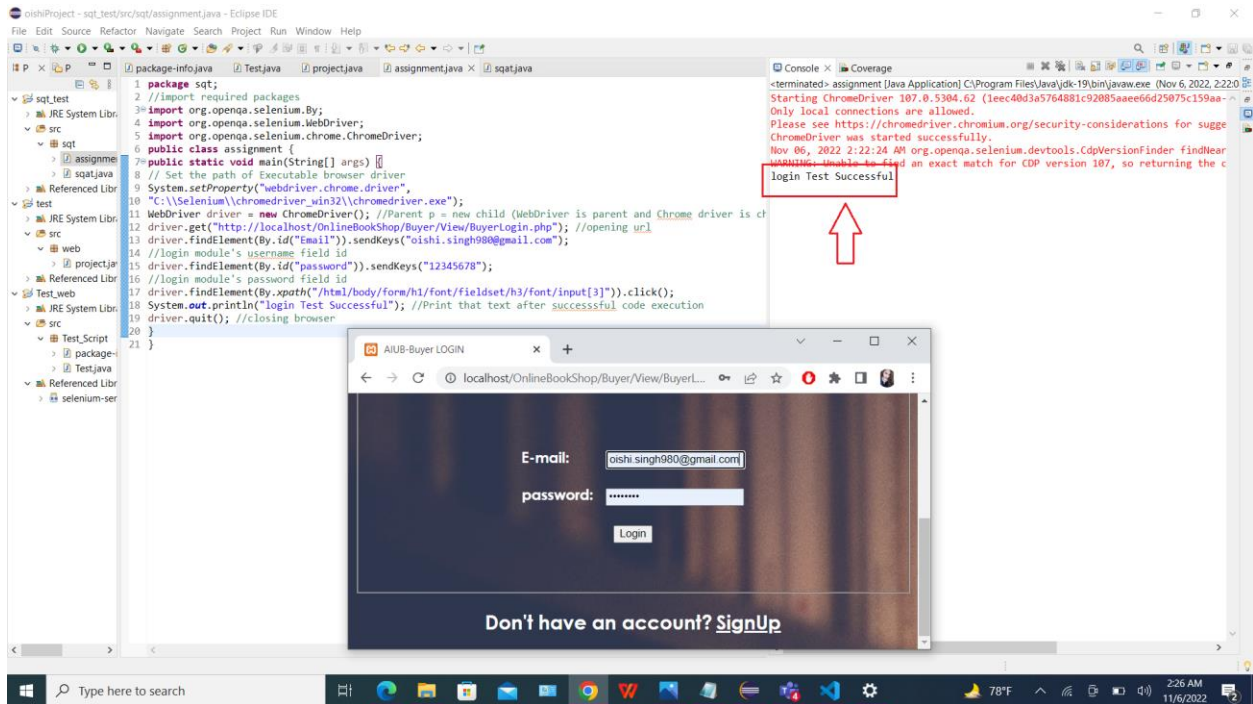 oishiProject - sqt_test/src/sqt/assignment.java - Eclipse IDE
File Edit Source Refactor Navigate Search Project Run Window Help
P P
package-info.java Test.java project.java assignment.java sqat.java
sqt_test
JRE System Libr
src
sqt
assignme
sqat.java
Referenced Libr
test
JRE System Libr
src
web
project.ja
Referenced Libr
Test_web
JRE System Libr
src
Test_Script
package-
Test.java
Referenced Libr
selenium-ser
1 package sqt;
2 //import required packages
3 import org.openqa.selenium.By;
4 import org.openqa.selenium.WebDriver;
5 import org.openqa.selenium.chrome.ChromeDriver;
6 public class assignment {
7 public static void main(String[] args) {
8 // Set the path of Executable browser driver
9 System.setProperty("webdriver.chrome.driver",
10 "C:\\Selenium\\chromedriver_win32\\chromedriver.exe");
11 WebDriver driver = new ChromeDriver(); //Parent p = new child (WebDriver is parent and Chrome driver is ch
12 driver.get("http://localhost/OnlineBookShop/Buyer/View/BuyerLogin.php"); //opening url
13 driver.findElement(By.id("Email")).sendKeys("oishi.singh980@gmail.com");
14 //login module's username field id
15 driver.findElement(By.id("password")).sendKeys("12345678");
16 //login module's password field id
17 driver.findElement(By.xpath("/html/body/form/h1/font/fieldset/h3/font/input[3]")).click();
18 System.out.println("login Test Successful"); //Print that text after successsful code execution
19 driver.quit(); //closing browser
20 }
21 }
Console Coverage
<terminated> assignment [Java Application] C:\Program Files\Java\jdk-19\bin\javaw.exe (Nov 6, 2022, 2:22:0
Starting ChromeDriver 107.0.5304.62 (1eec40d3a5764881c92085aaee66d25075c159aa-
Only local connections are allowed.
Please see https://chromedriver.chromium.org/security-considerations for sugge
ChromeDriver was started successfully.
Nov 06, 2022 2:22:24 AM org.openqa.selenium.devtools.CdpVersionFinder findNear
WARNING: Unable to find an exact match for CDP version 107, so returning the c
login Test Successful
AIUB-Buyer LOGIN
localhost/OnlineBookShop/Buyer/View/BuyerL...
E-mail: oishi.singh980@gmail.com
password: ••••••••
Login
Don't have an account? SignUp
Type here to search
78°F
2:26 AM
11/6/2022
2